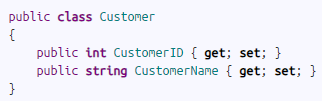 public class Customer
{
    public int CustomerID { get; set; }
    public string CustomerName { get; set; }
}